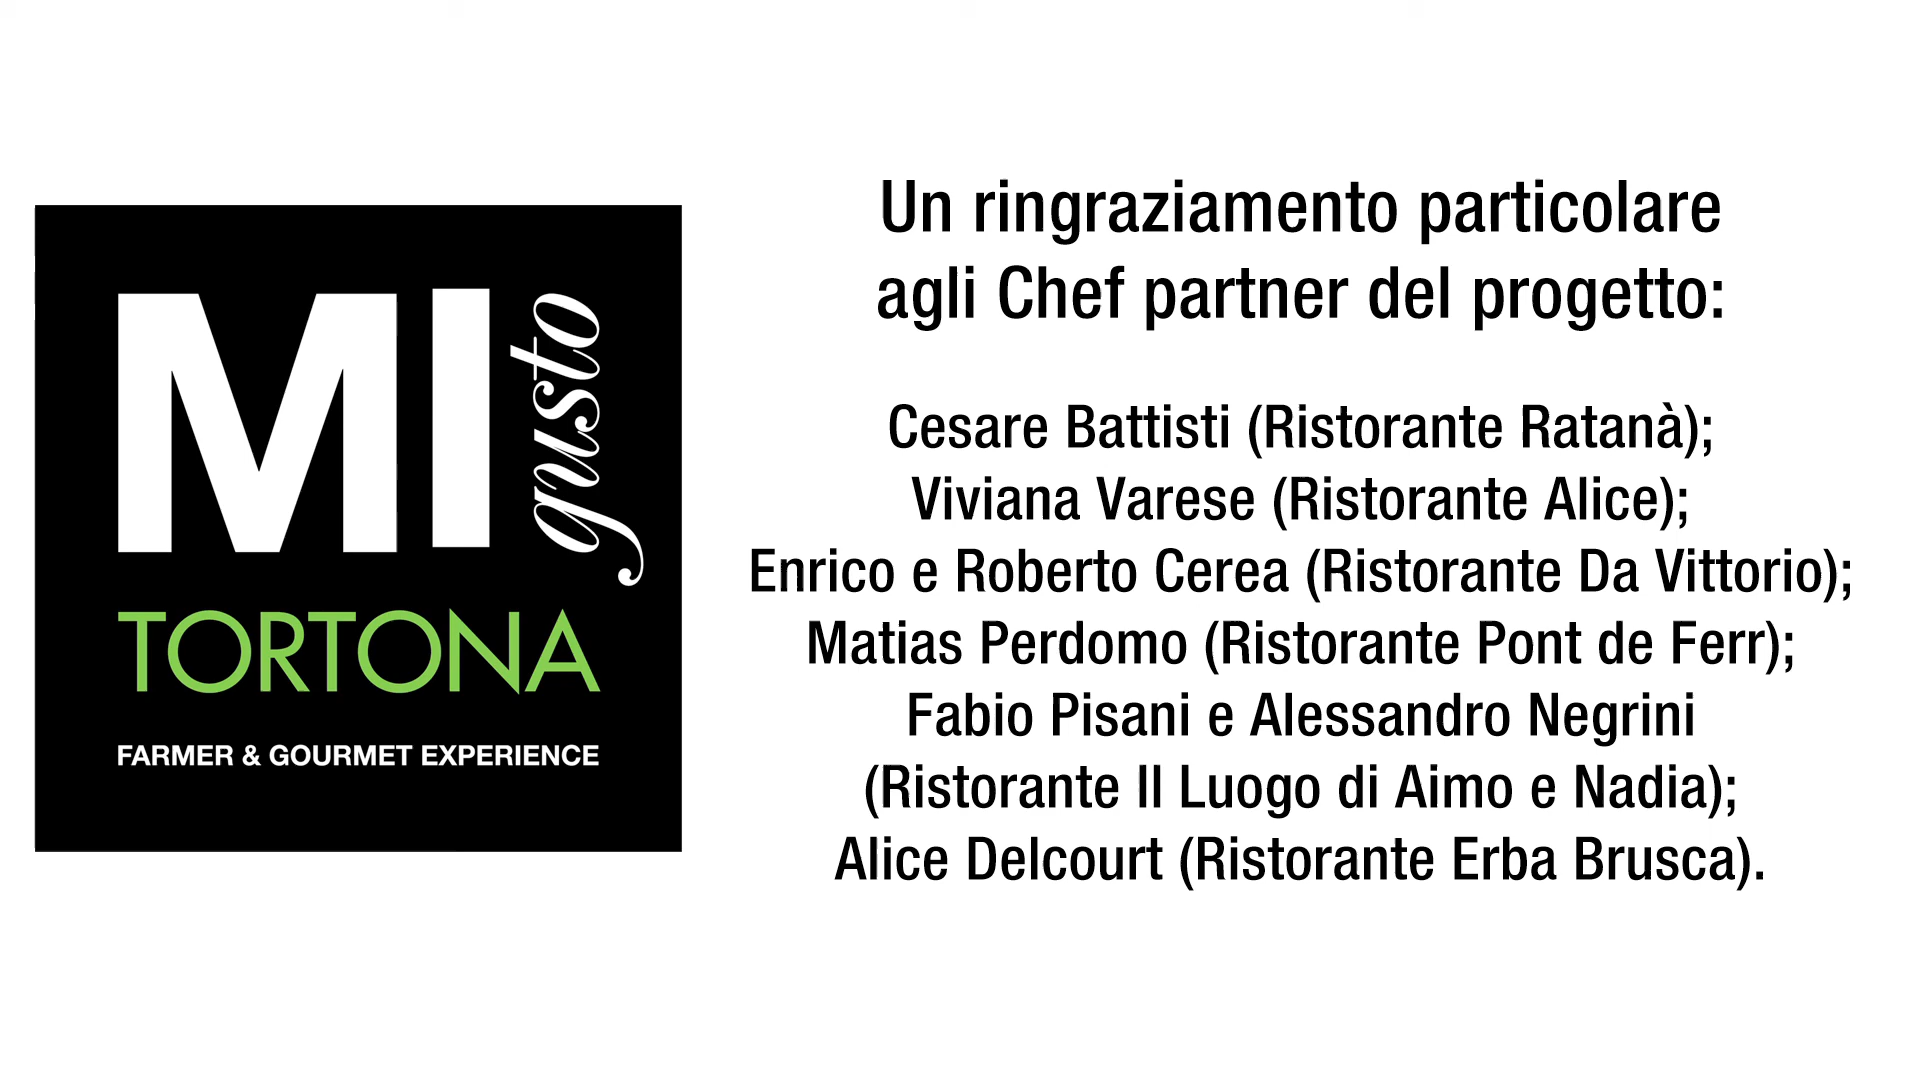 MI
gusto
TORTONA
FARMER & GOURMET EXPERIENCE
Un ringraziamento particolare
agli Chef partner del progetto:
Cesare Battisti (Ristorante Ratanà);
Viviana Varese (Ristorante Alice);
Enrico e Roberto Cerea (Ristorante Da Vittorio);
Matias Perdomo (Ristorante Pont de Ferr);
Fabio Pisani e Alessandro Negrini
(Ristorante Il Luogo di Aimo e Nadia);
Alice Delcourt (Ristorante Erba Brusca).